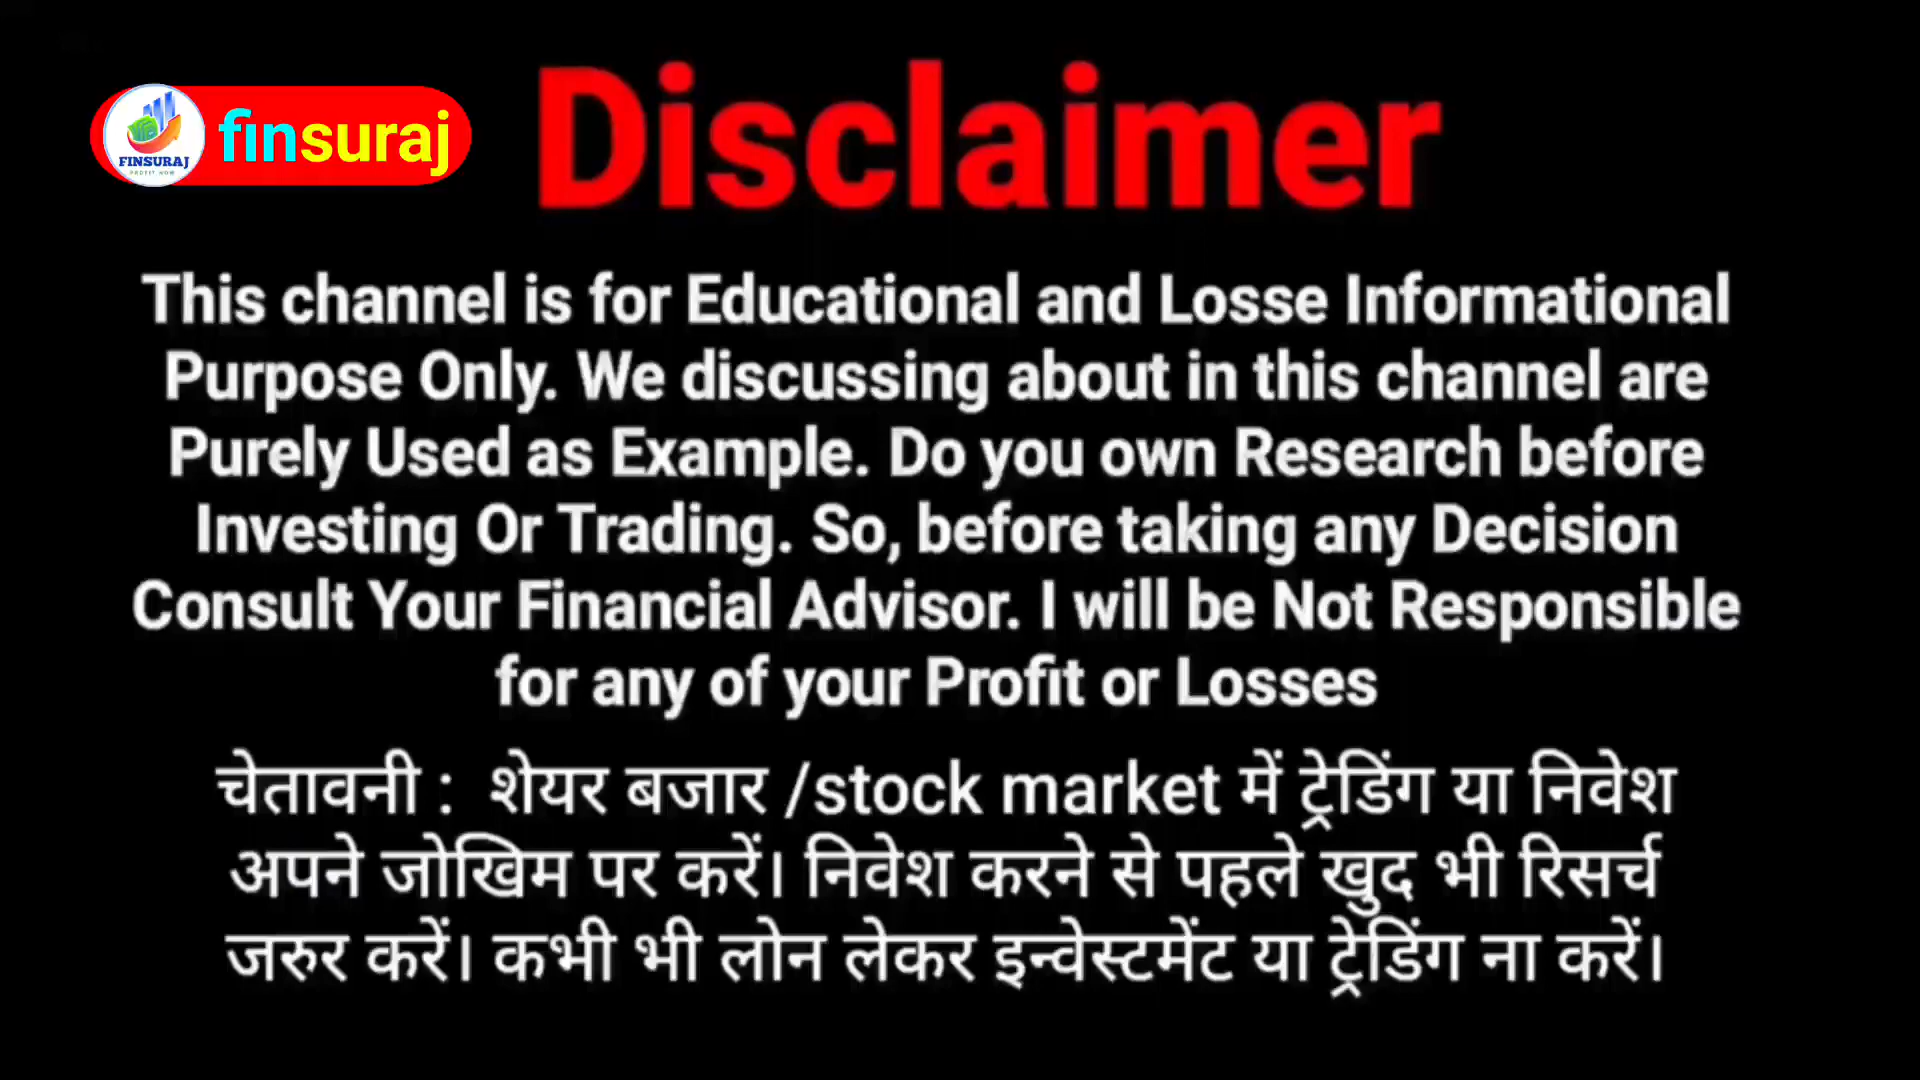 Disclaimer
FINSURAJ
PROFIT NOW
finsuraj
This channel is for Educational and Losse Informational
Purpose Only. We discussing about in this channel are
Purely Used as Example. Do you own Research before
Investing Or Trading. So, before taking any Decision
Consult Your Financial Advisor. I will be Not Responsible
for any of your Profit or Losses
चेतावनी : शेयर बजार /stock market में ट्रेडिंग या निवेश
अपने जोखिम पर करें। निवेश करने से पहले खुद भी रिसर्च
जरुर करें। कभी भी लोन लेकर इन्वेस्टमेंट या ट्रेडिंग ना करें।